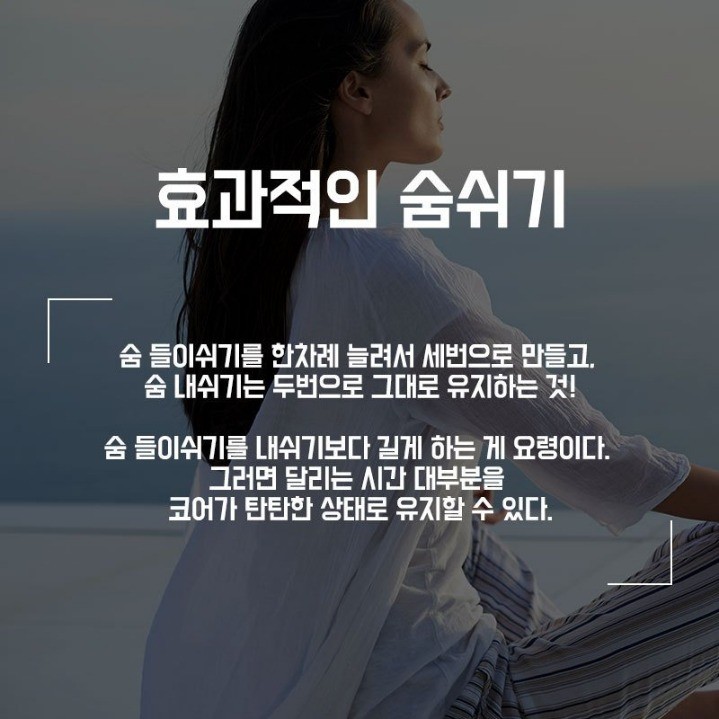 효과적인 숨쉬기
숨 들이쉬기를 한차례 늘려서 세번으로 만들고,
숨 내쉬기는 두번으로 그대로 유지하는 것!
숨 들이쉬기를 내쉬기보다 길게 하는 게 요령이다.
그러면 달리는 시간 대부분을
코어가 탄탄한 상태로 유지할 수 있다.